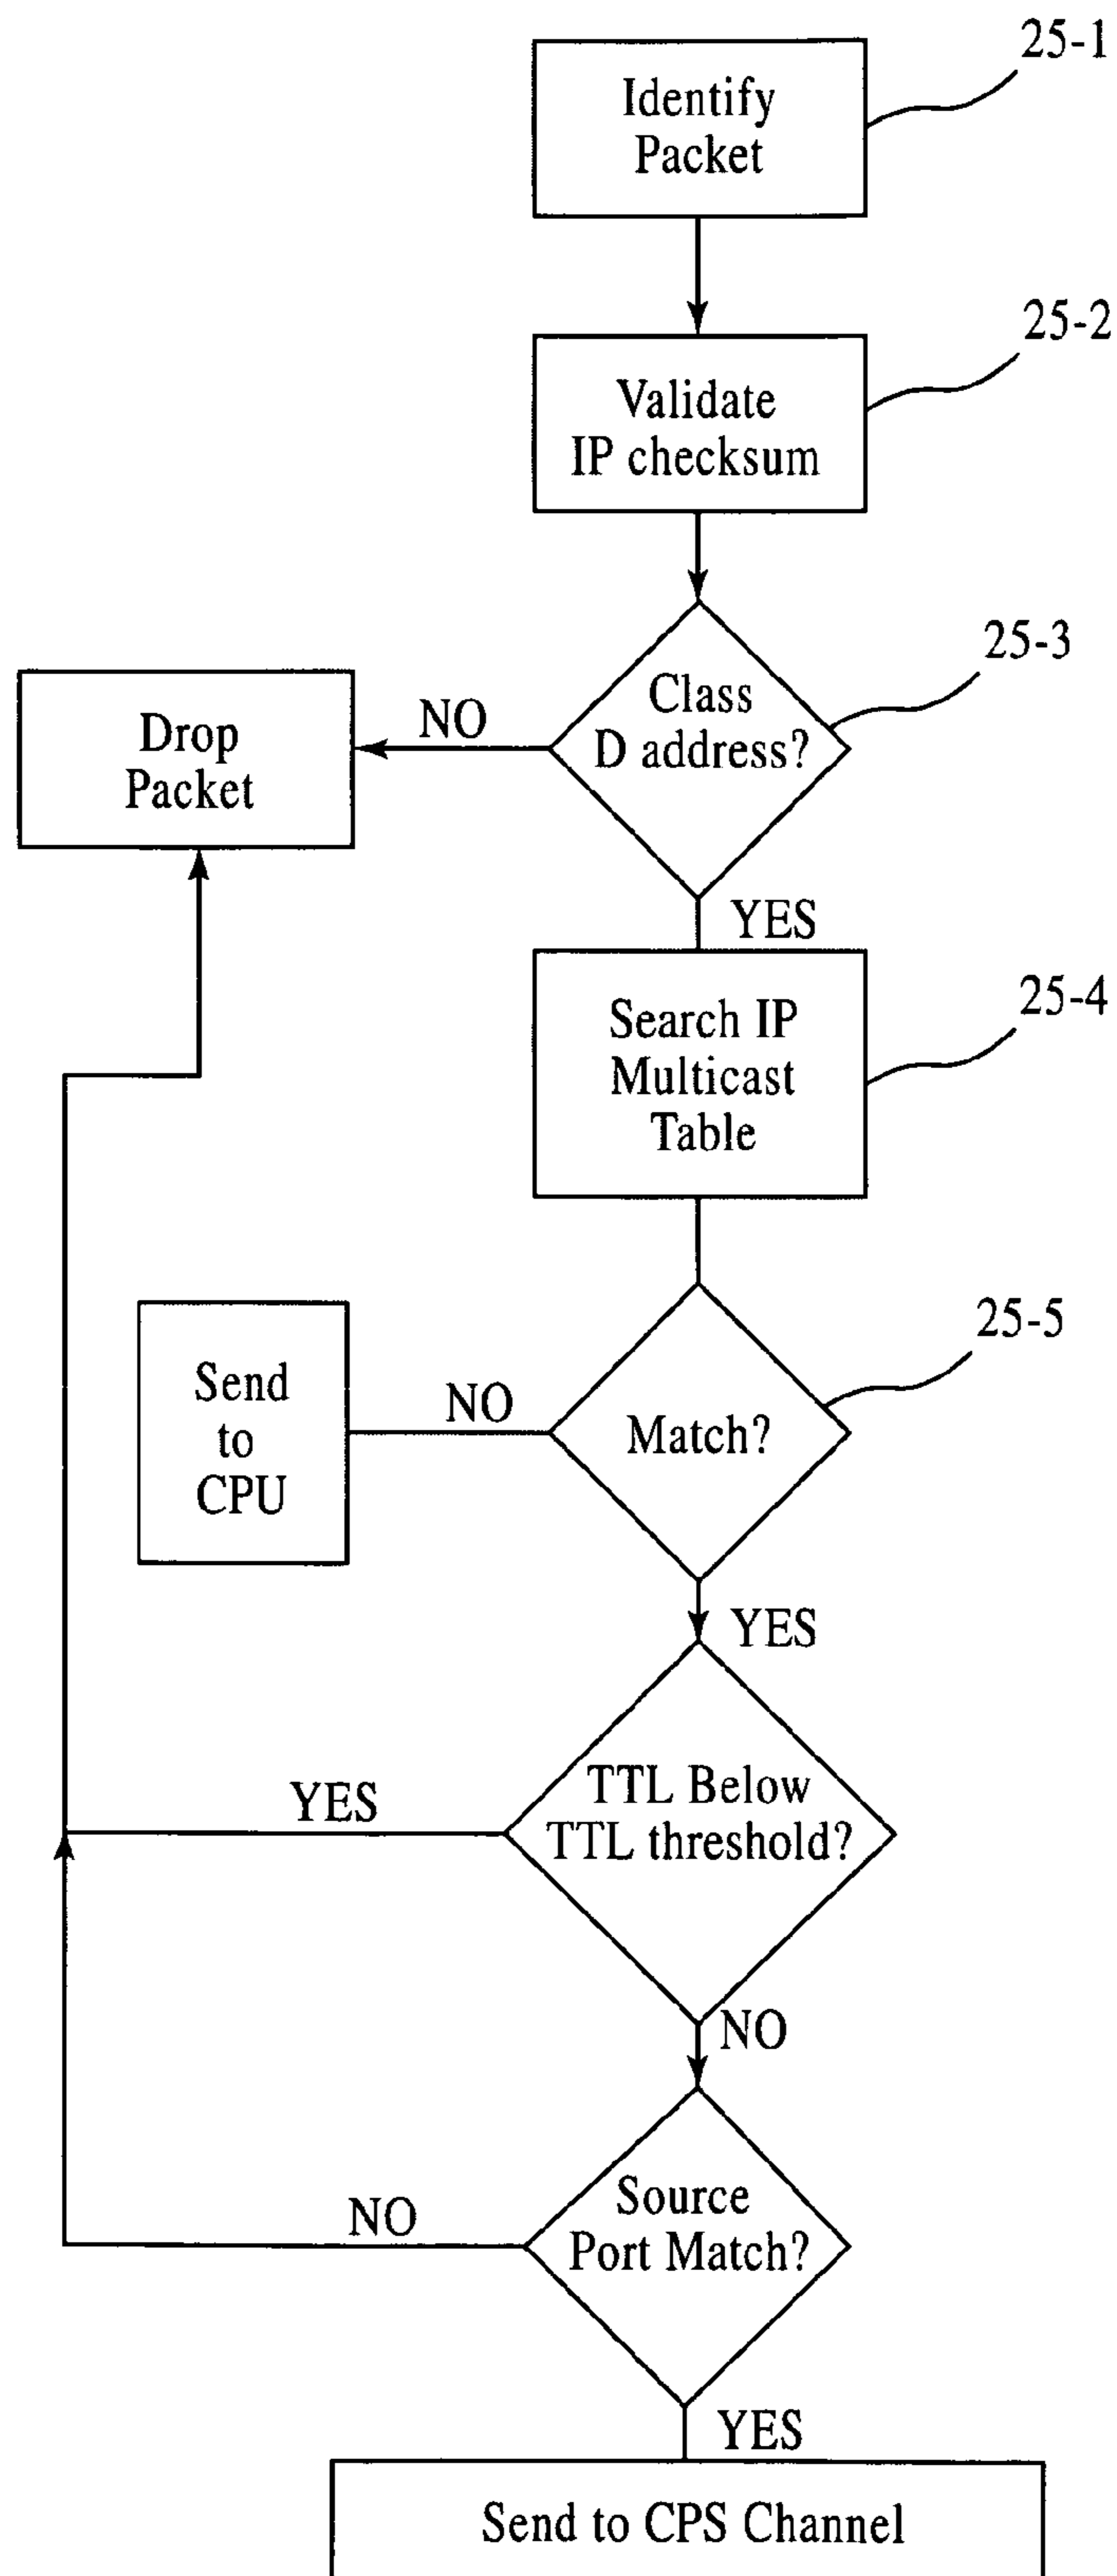 25-1
Identify
Packet
25-2
Validate
IP checksum
25-3
Class
D address?
NO
Drop
Packet
YES
25-4
Search IP
Multicast
Table
25-5
Match?
NO
Send
to
CPU
YES
TTL Below
TTL threshold?
YES
NO
Source
Port Match?
NO
YES
Send to CPS Channel